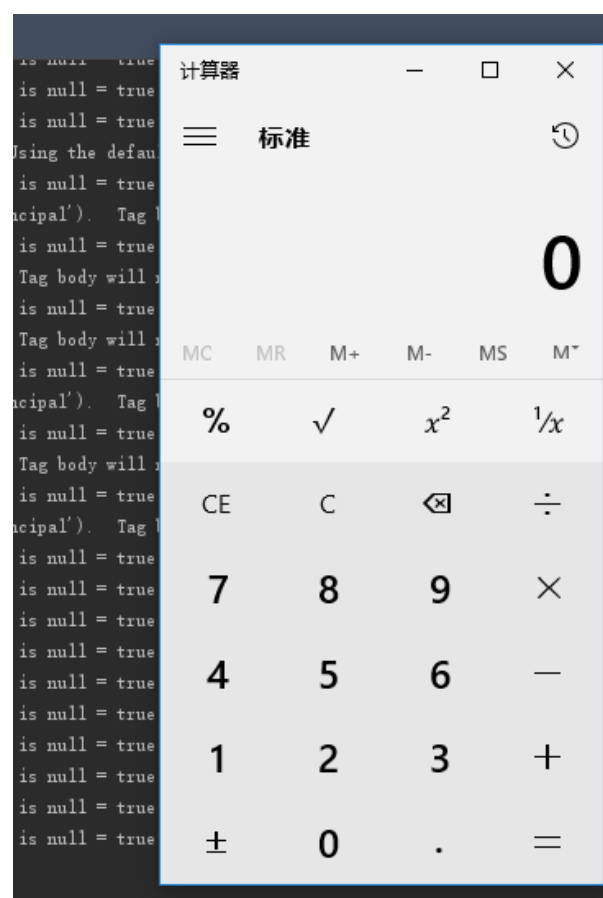 is null = true
is null = true
is null = true
Using the defau
is null = true
ncipal'). Tag
is null = true
Tag body will
is null = true
Tag body will
is null = true
ncipal'). Tag
is null = true
Tag body will
is null = true
ncipal'). Tag
is null = true
is null = true
is null = true
is null = true
is null = true
is null = true
is null = true
is null = true
is null = true
is null = true
计算器
标准
0
MC MR M+ M- MS M
% √ x² ¹/x
CE C ÷
7 8 9 ×
4 5 6 −
1 2 3 +
± 0 . =